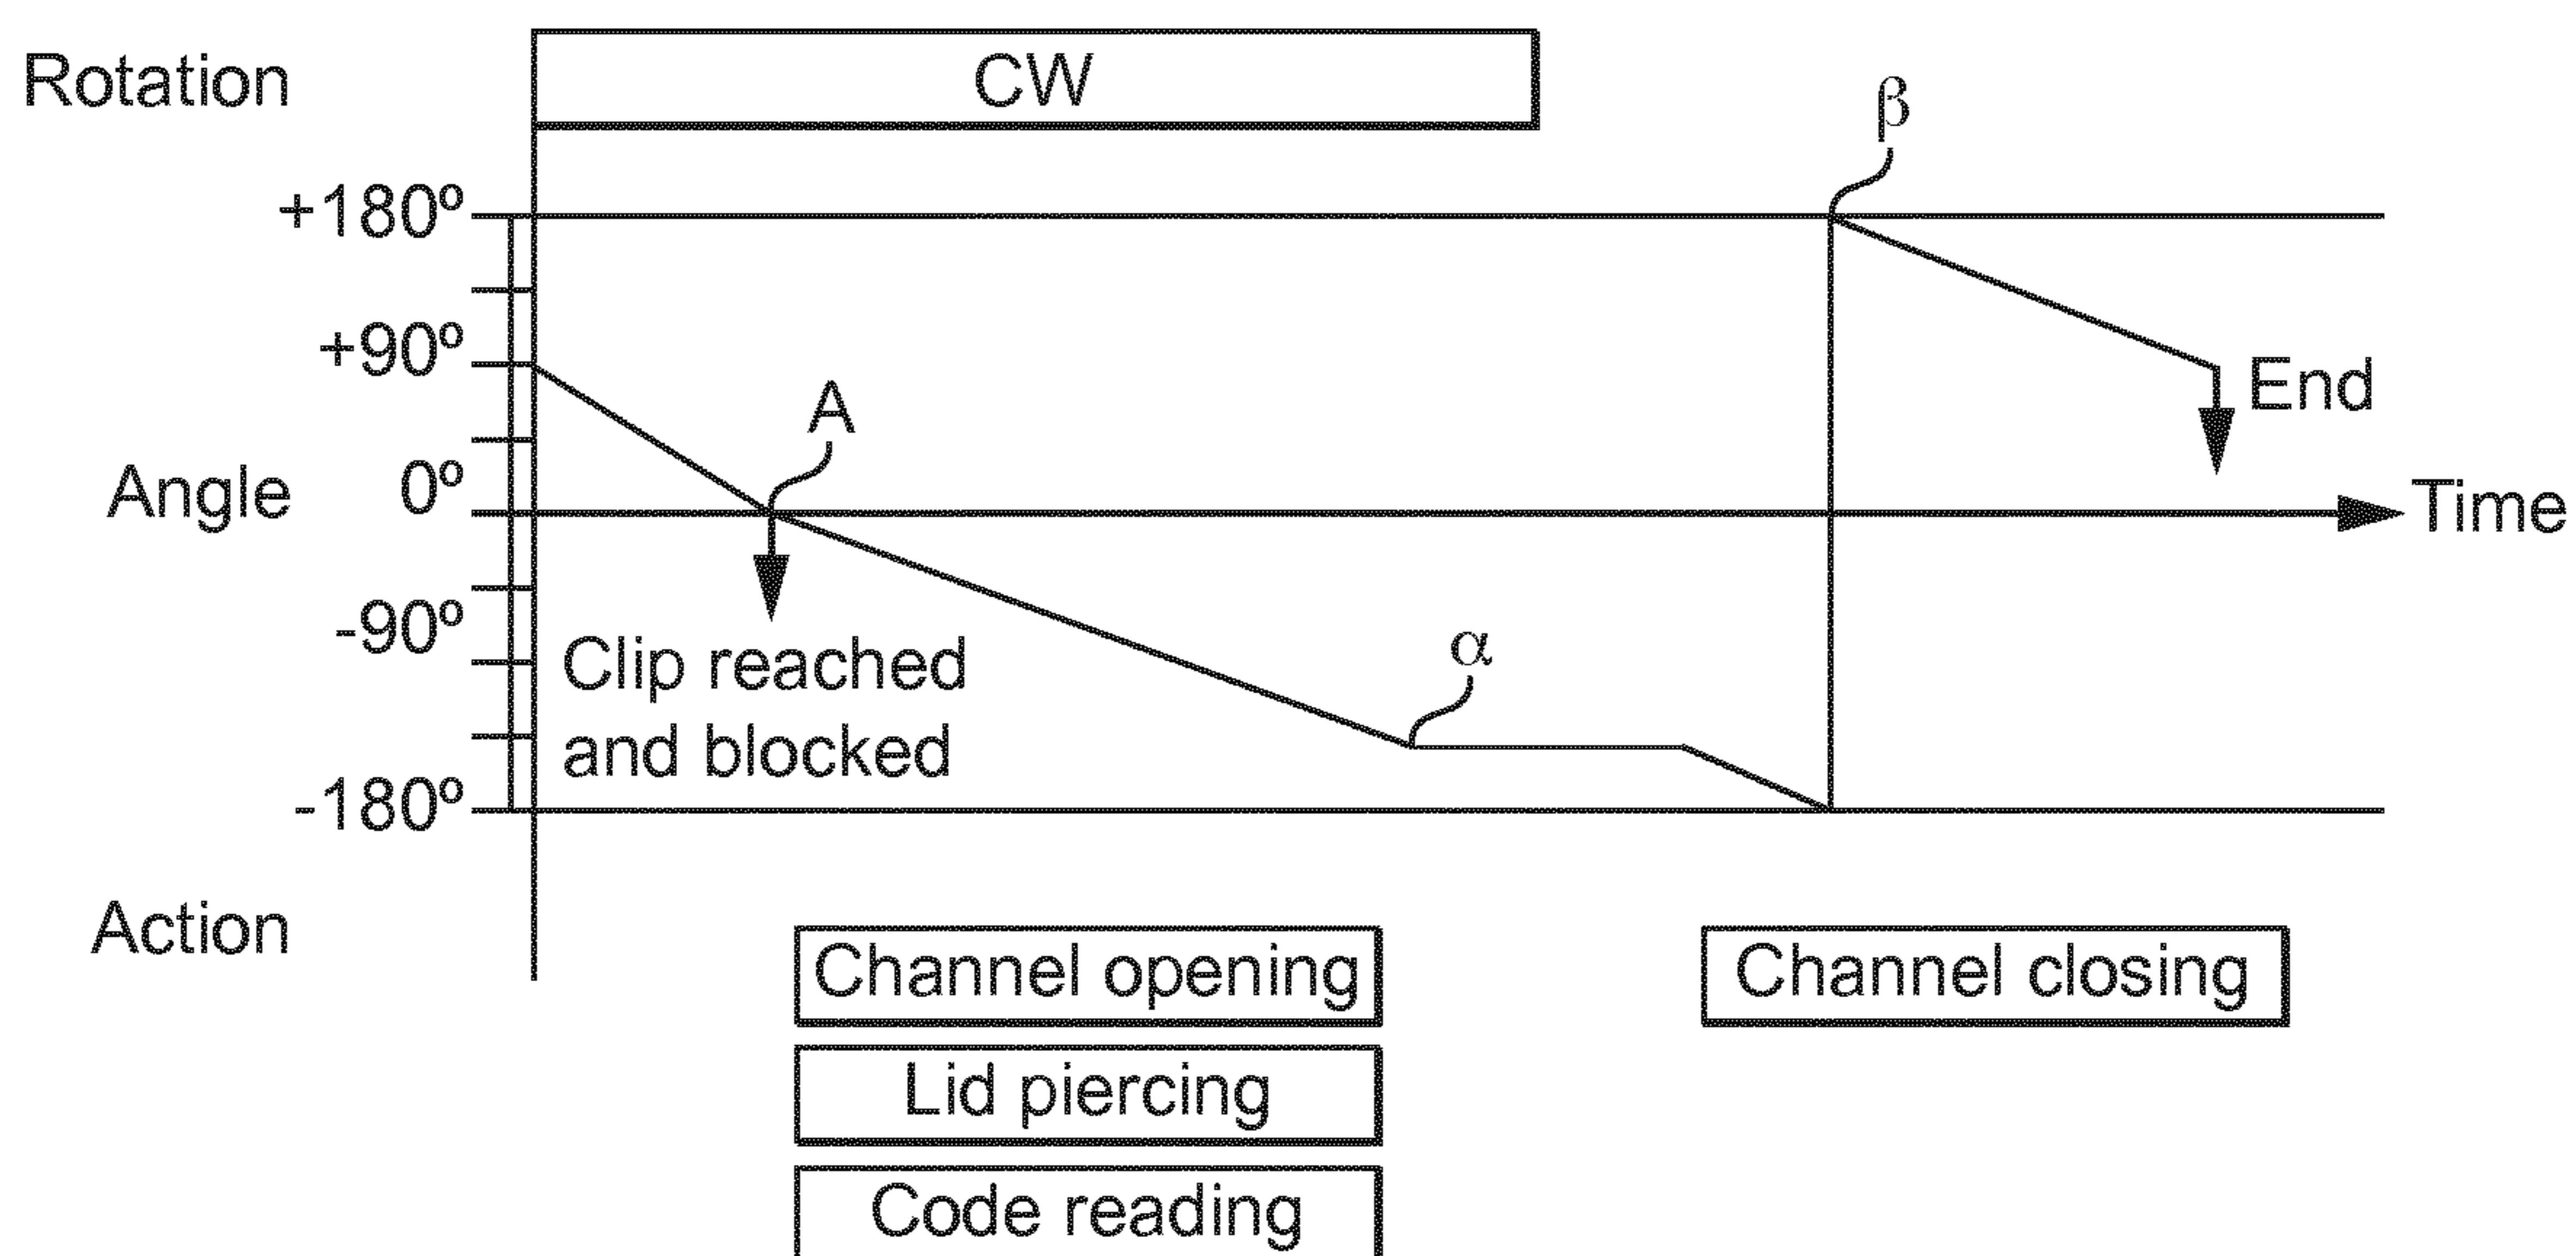 Rotation
CW
β
+180º
+90º
A
End
Angle
0º
Time
-90º
Clip reached
and blocked
α
-180º
Action
Channel opening
Channel closing
Lid piercing
Code reading